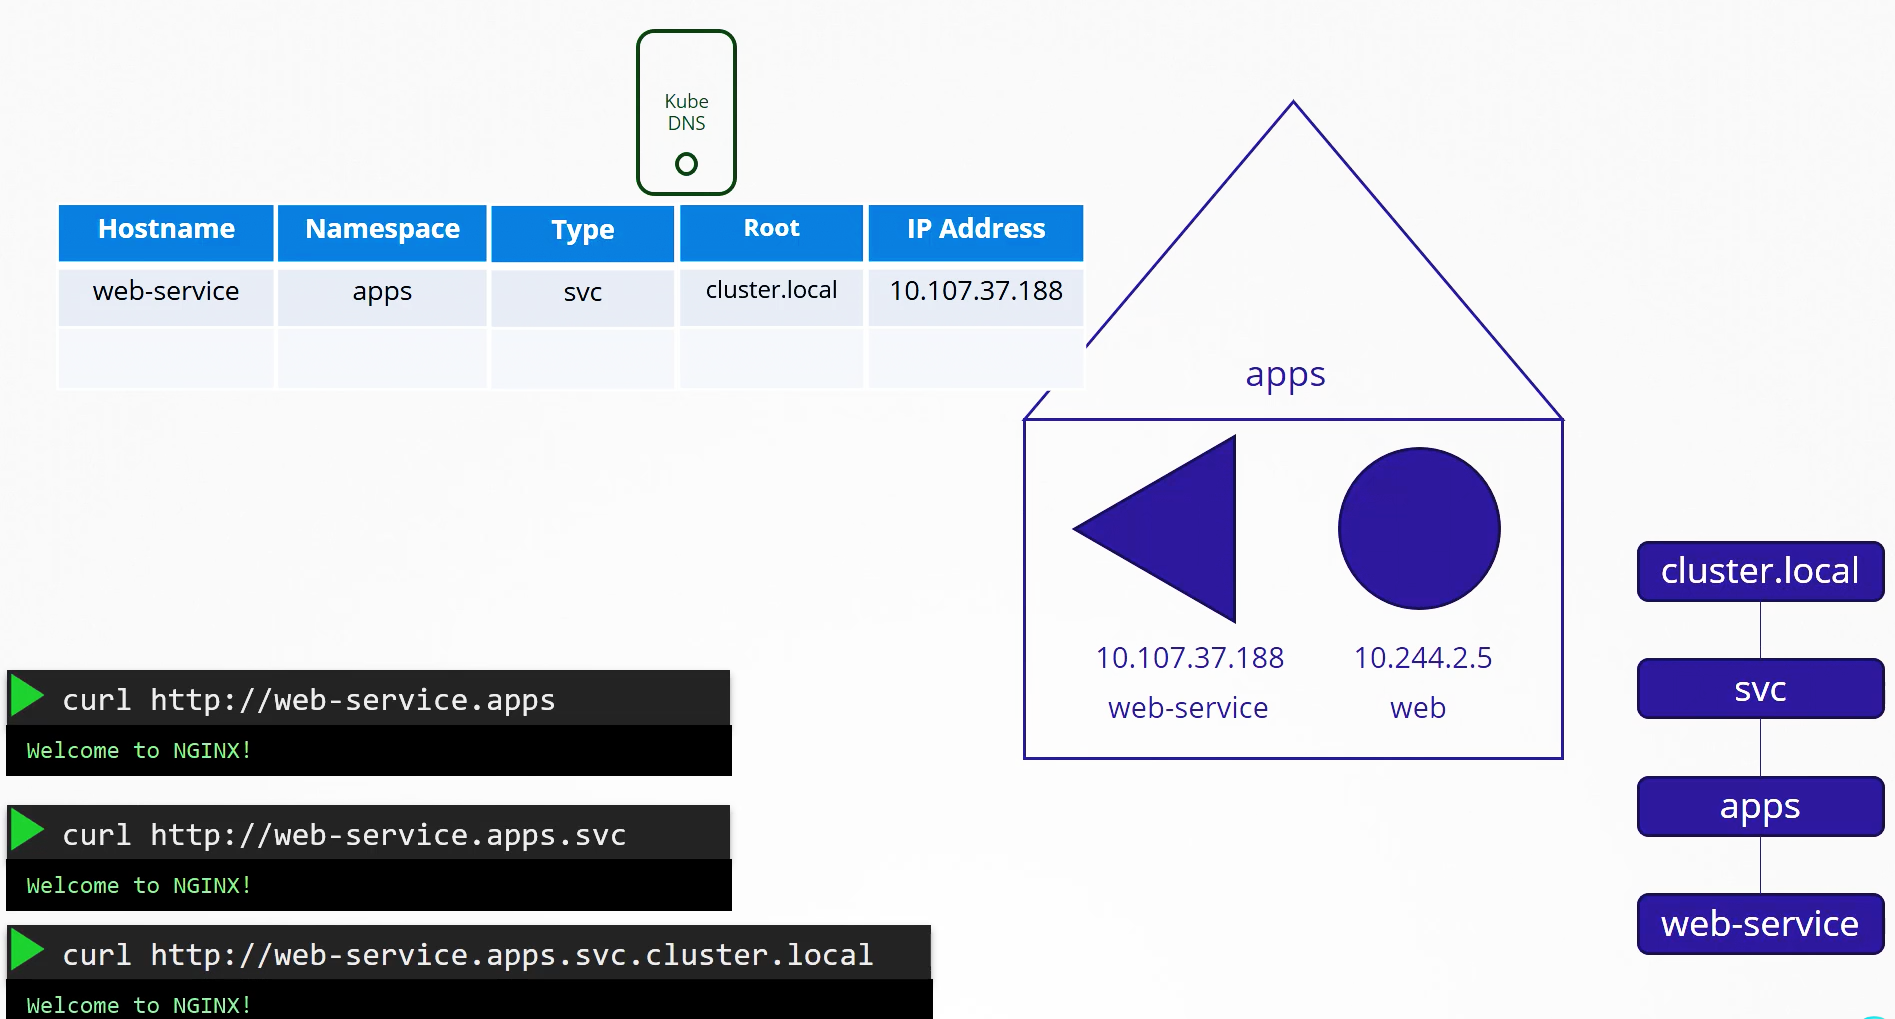 Kube
DNS
Hostname Namespace Type Root IP Address
web-service apps svc cluster.local 10.107.37.188
apps
10.107.37.188 10.244.2.5
web-service web
cluster.local
svc
apps
web-service
curl http://web-service.apps
Welcome to NGINX!
curl http://web-service.apps.svc
Welcome to NGINX!
curl http://web-service.apps.svc.cluster.local
Welcome to NGINX!